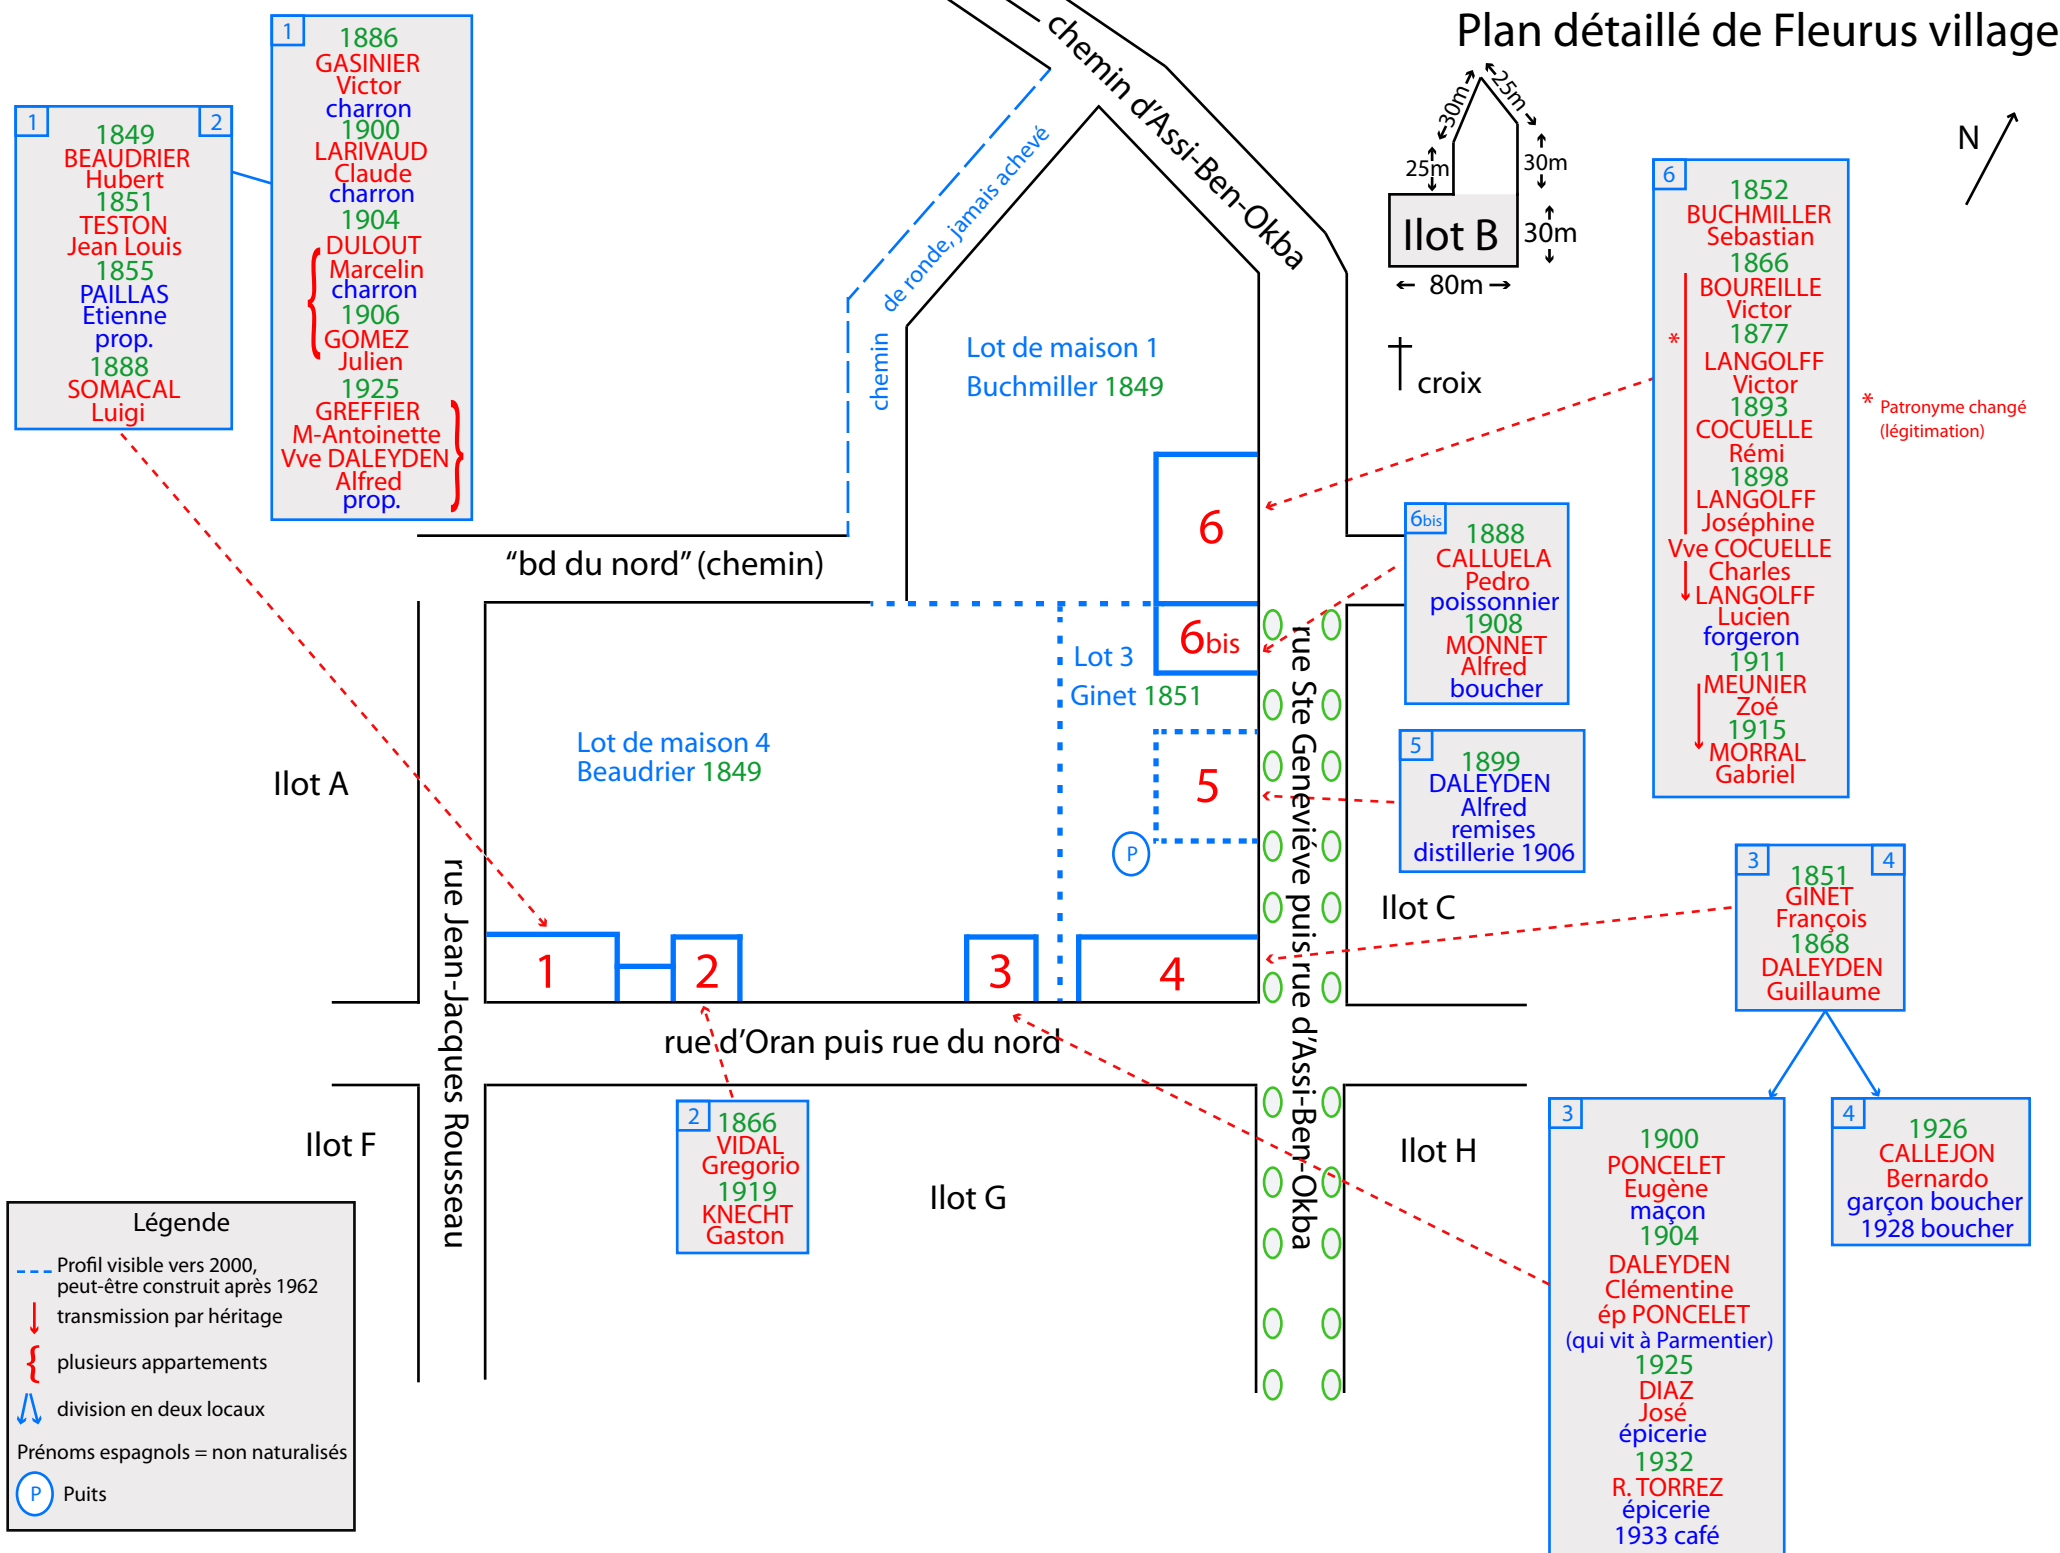 Plan détaillé de Fleurus village
1
1886
GASINIER
Victor
charron
1900
LARIVAUD
Claude
charron
1904
DULOUT
Marcelin
charron
1906
GOMEZ
Julien
1925
GREFFIER
M-Antoinette
Vve DALEYDEN
Alfred
prop.
1 2
1849
BEAUDRIER
Hubert
1851
TESTON
Jean Louis
1855
PAILLAS
Etienne
prop.
1888
SOMACAL
Luigi
chemin d'Assi-Ben-Okba
chemin de ronde, jamais achevé
30m
25m
25m
30m
Ilot B
30m
← 80m →
N
croix
Lot de maison 1
Buchmiller 1849
6
1852
BUCHMILLER
Sebastian
1866
BOUREILLE
Victor
1877
*
LANGOLFF
Victor
1893
COCUELLE
Rémi
1898
LANGOLFF
Joséphine
Vve COCUELLE
Charles
LANGOLFF
Lucien
forgeron
1911
MEUNIER
Zoé
1915
MORRAL
Gabriel
* Patronyme changé
(légitimation)
6
6bis
1888
CALLUELA
Pedro
poissonnier
1908
MONNET
Alfred
boucher
"bd du nord" (chemin)
6bis
Lot 3
Ginet 1851
Lot de maison 4
Beaudrier 1849
Ilot A
5
5
1899
DALEYDEN
Alfred
remises
distillerie 1906
P
rue Ste Geneviéve puis rue d'Assi-Ben-Okba
rue Jean-Jacques Rousseau
Ilot C
3 4
1851
GINET
François
1868
DALEYDEN
Guillaume
1
2
3
4
rue d'Oran puis rue du nord
Ilot F
2
1866
VIDAL
Gregorio
1919
KNECHT
Gaston
Ilot G
Ilot H
3
1900
PONCELET
Eugène
maçon
1904
DALEYDEN
Clémentine
ép PONCELET
(qui vit à Parmentier)
1925
DIAZ
José
épicerie
1932
R. TORREZ
épicerie
1933 café
4
1926
CALLEJON
Bernardo
garçon boucher
1928 boucher
Légende
Profil visible vers 2000,
peut-être construit après 1962
transmission par héritage
plusieurs appartements
division en deux locaux
Prénoms espagnols = non naturalisés
P Puits